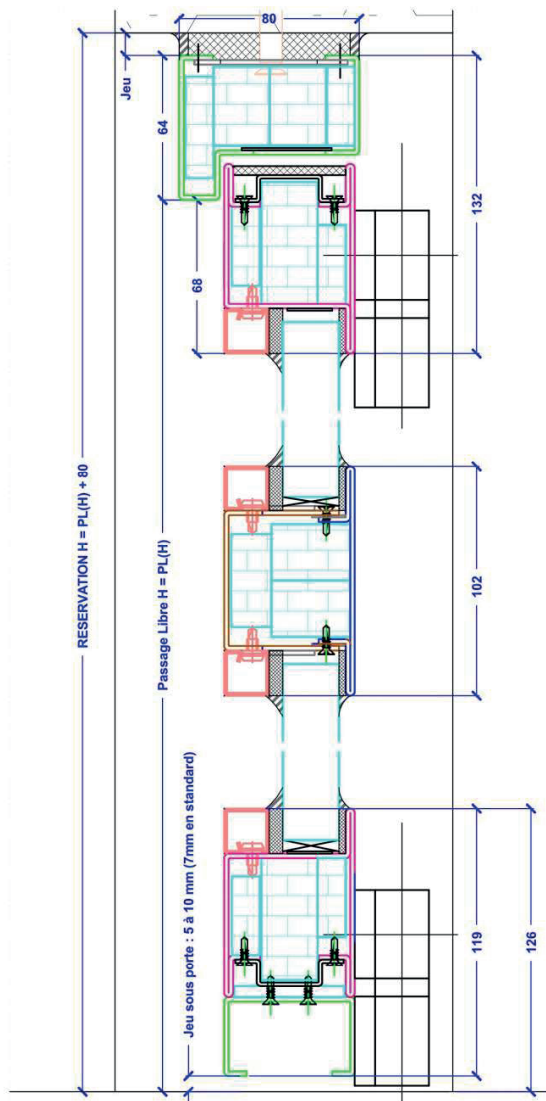 80
Jeu
64
132
68
RESERVATION H = PL(H) + 80
Passage Libre H = PL(H)
102
Jeu sous porte : 5 à 10 mm (7mm en standard)
119
126